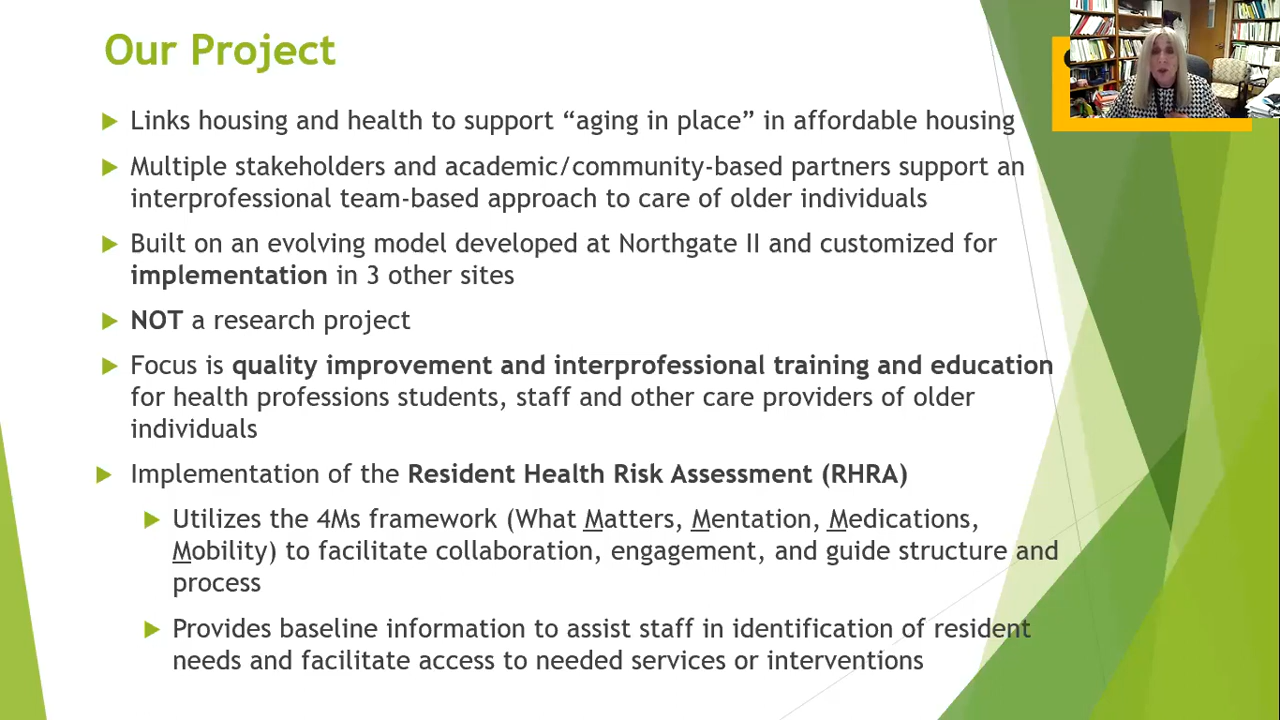 Our Project
Links housing and health to support “aging in place” in affordable housing
Multiple stakeholders and academic/community-based partners support an
interprofessional team-based approach to care of older individuals
Built on an evolving model developed at Northgate II and customized for
implementation in 3 other sites
NOT a research project
Focus is quality improvement and interprofessional training and education
for health professions students, staff and other care providers of older
individuals
Implementation of the Resident Health Risk Assessment (RHRA)
Utilizes the 4Ms framework (What Matters, Mentation, Medications,
Mobility) to facilitate collaboration, engagement, and guide structure and
process
Provides baseline information to assist staff in identification of resident
needs and facilitate access to needed services or interventions